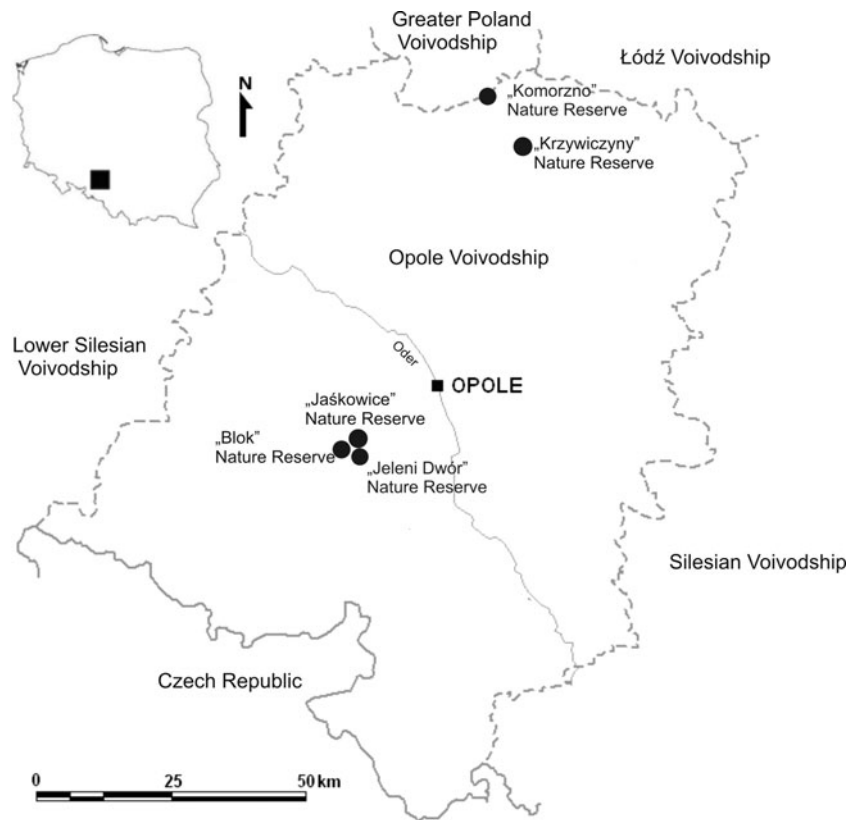 Greater Poland
Voivodship
Łódź Voivodship
N
„Komorzno"
Nature Reserve
„Krzywiczyny"
Nature Reserve
Opole Voivodship
Lower Silesian
Voivodship
Oder
OPOLE
„Jaśkowice"
Nature Reserve
„Blok"
Nature Reserve
„Jeleni Dwór"
Nature Reserve
Silesian Voivodship
Czech Republic
0 25 50 km